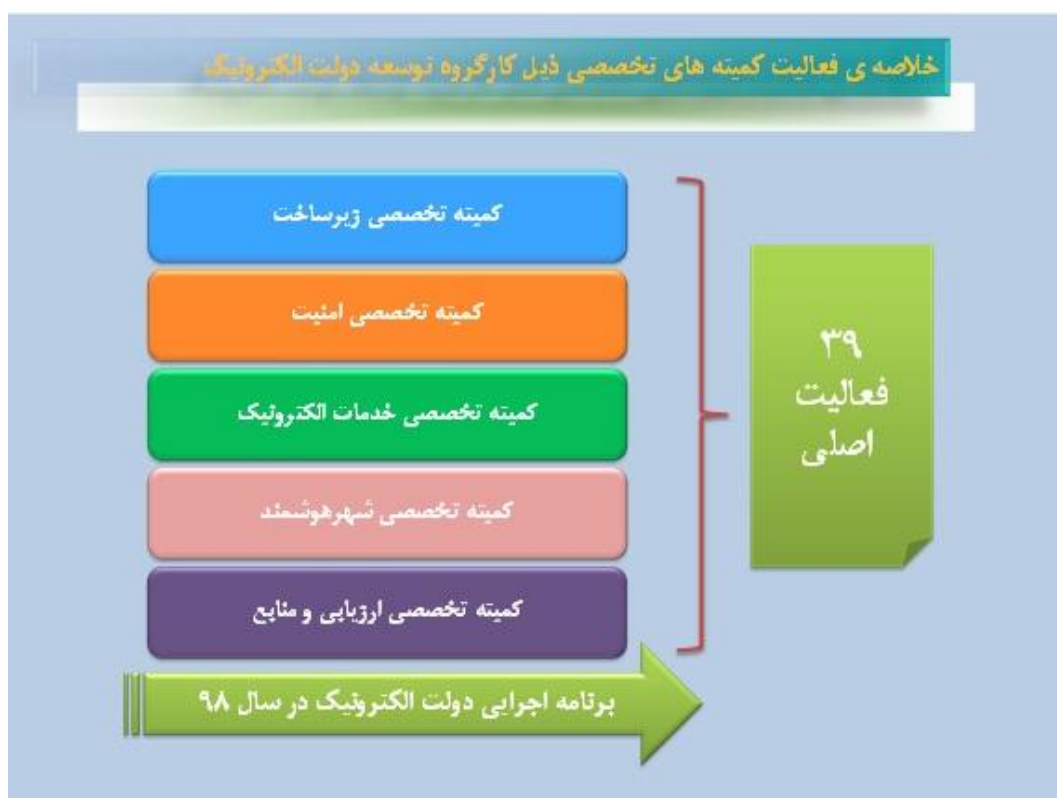 خلاصه ی فعالیت کمیته های تخصصی ذیل کارگروه توسعه دولت الکترونیک
کمیته تخصصی زیرساخت
کمیته تخصصی امنیت
کمیته تخصصی خدمات الکترونیک
کمیته تخصصی شهرهوشمند
کمیته تخصصی ارزیابی و منابع
۳۹
فعالیت
اصلی
برنامه اجرایی دولت الکترونیک در سال ۹۸